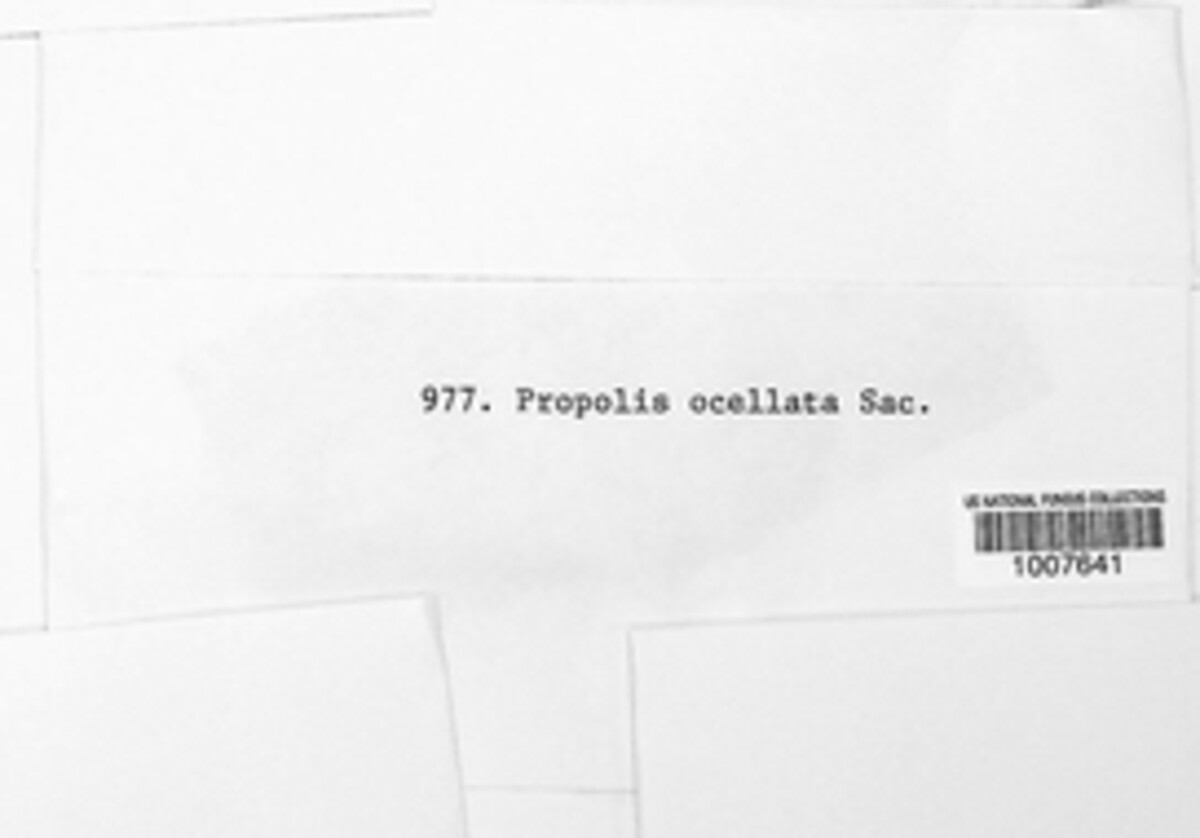 977. Propolis ocellata Sac.
US NATIONAL FUNGUS COLLECTIONS
1007641